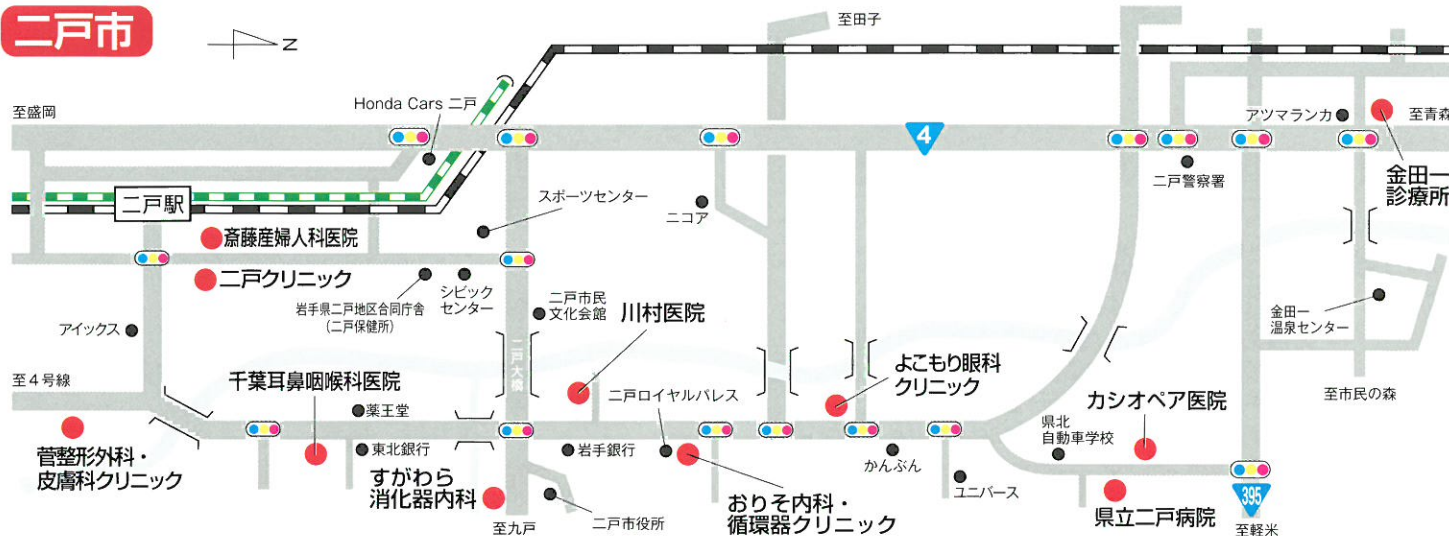 二戸市
N
至田子
至盛岡
Honda Cars 二戸
4
アツマランカ
至青森
二戸警察署
金田一
診療所
二戸駅
スポーツセンター
ニコア
斎藤産婦人科医院
二戸クリニック
岩手県二戸地区合同庁舎
(二戸保健所)
シビック
センター
二戸市民
文化会館
川村医院
金田一
温泉センター
アイックス
二戸大橋
至4号線
千葉耳鼻咽喉科医院
薬王堂
二戸ロイヤルパレス
よこもり眼科
クリニック
カシオペア医院
至市民の森
菅整形外科・
皮膚科クリニック
東北銀行
すがわら
消化器内科
岩手銀行
かんぶん
県北
自動車学校
おりそ内科・
循環器クリニック
ユニバース
県立二戸病院
395
至九戸
二戸市役所
至軽米